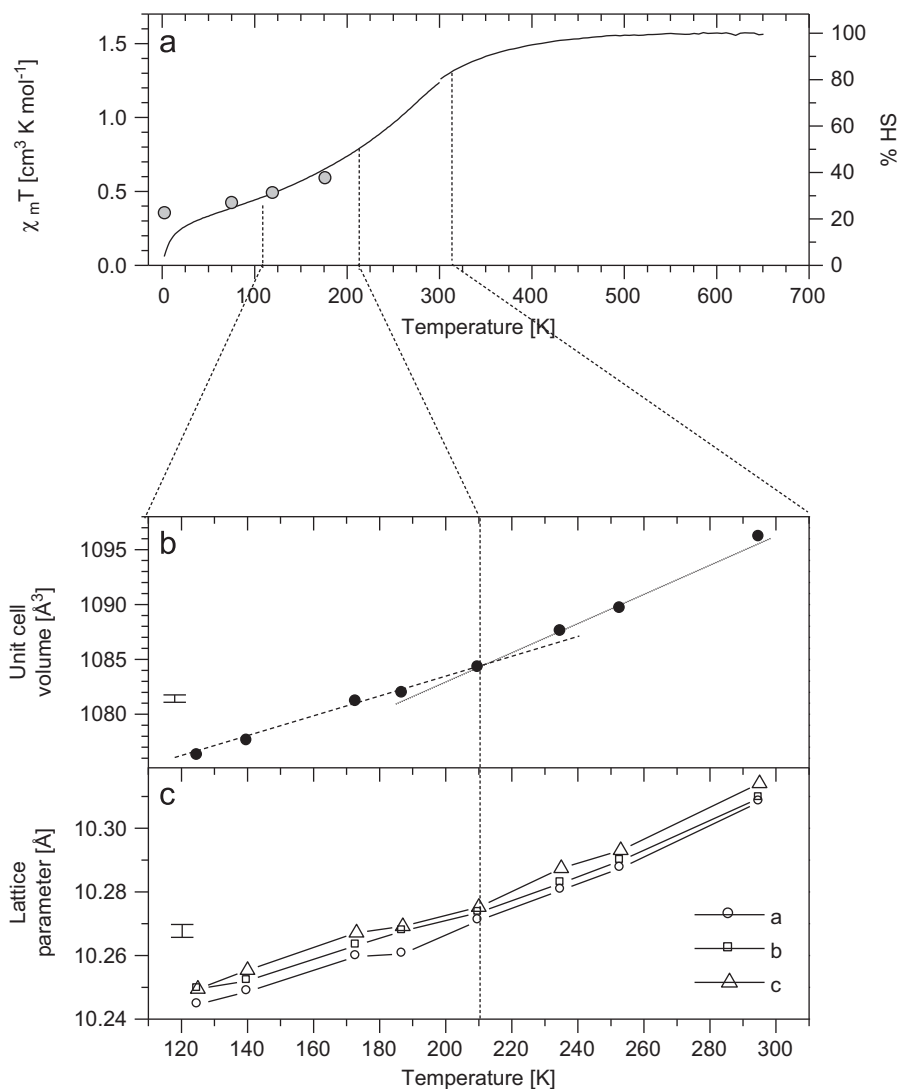 a
1.5
1.0
0.5
0.0
χ mT [cm³ K mol⁻¹]
100
80
60
40
20
0
SH %
0 100 200 300 400 500 600 700
Temperature [K]
b
1095
1090
1085
1080
Unit cell
volume [Å³]
c
10.30
10.28
10.26
10.24
Lattice
parameter [Å]
a
b
c
120 140 160 180 200 220 240 260 280 300
Temperature [K]